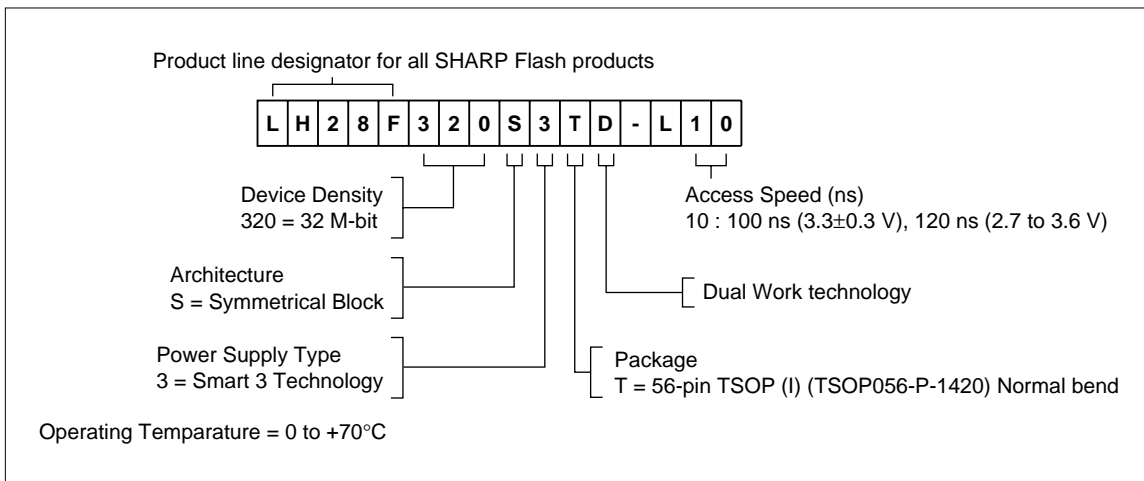 Product line designator for all SHARP Flash products
L H 2 8 F 3 2 0 S 3 T D - L 1 0
Device Density
320 = 32 M-bit
Access Speed (ns)
10 : 100 ns (3.3±0.3 V), 120 ns (2.7 to 3.6 V)
Architecture
S = Symmetrical Block
Dual Work technology
Power Supply Type
3 = Smart 3 Technology
Package
T = 56-pin TSOP (I) (TSOP056-P-1420) Normal bend
Operating Temparature = 0 to +70°C